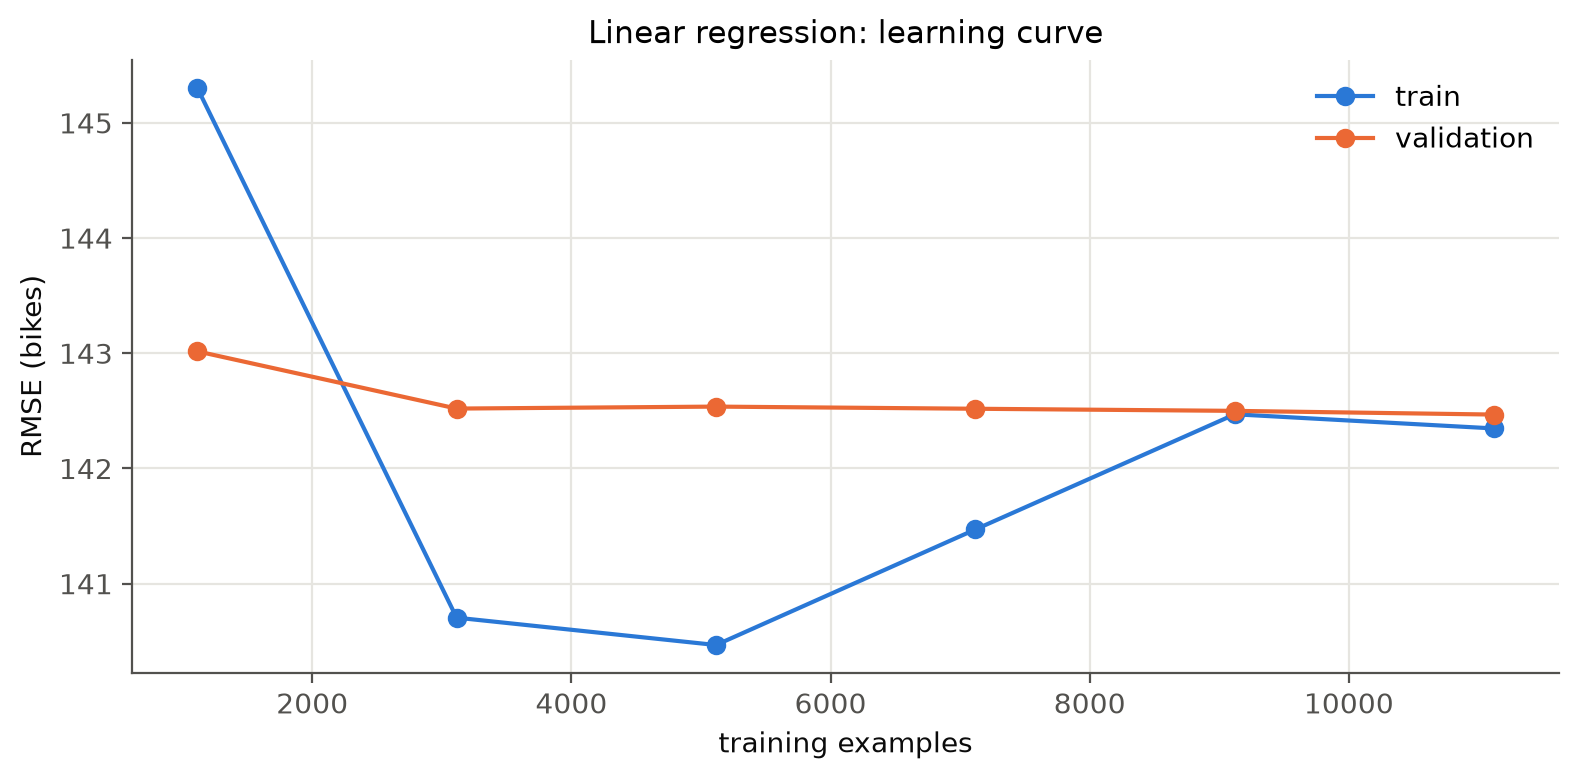 Linear regression: learning curve
train
validation
RMSE (bikes)
145
144
143
142
141
2000
4000
6000
8000
10000
training examples